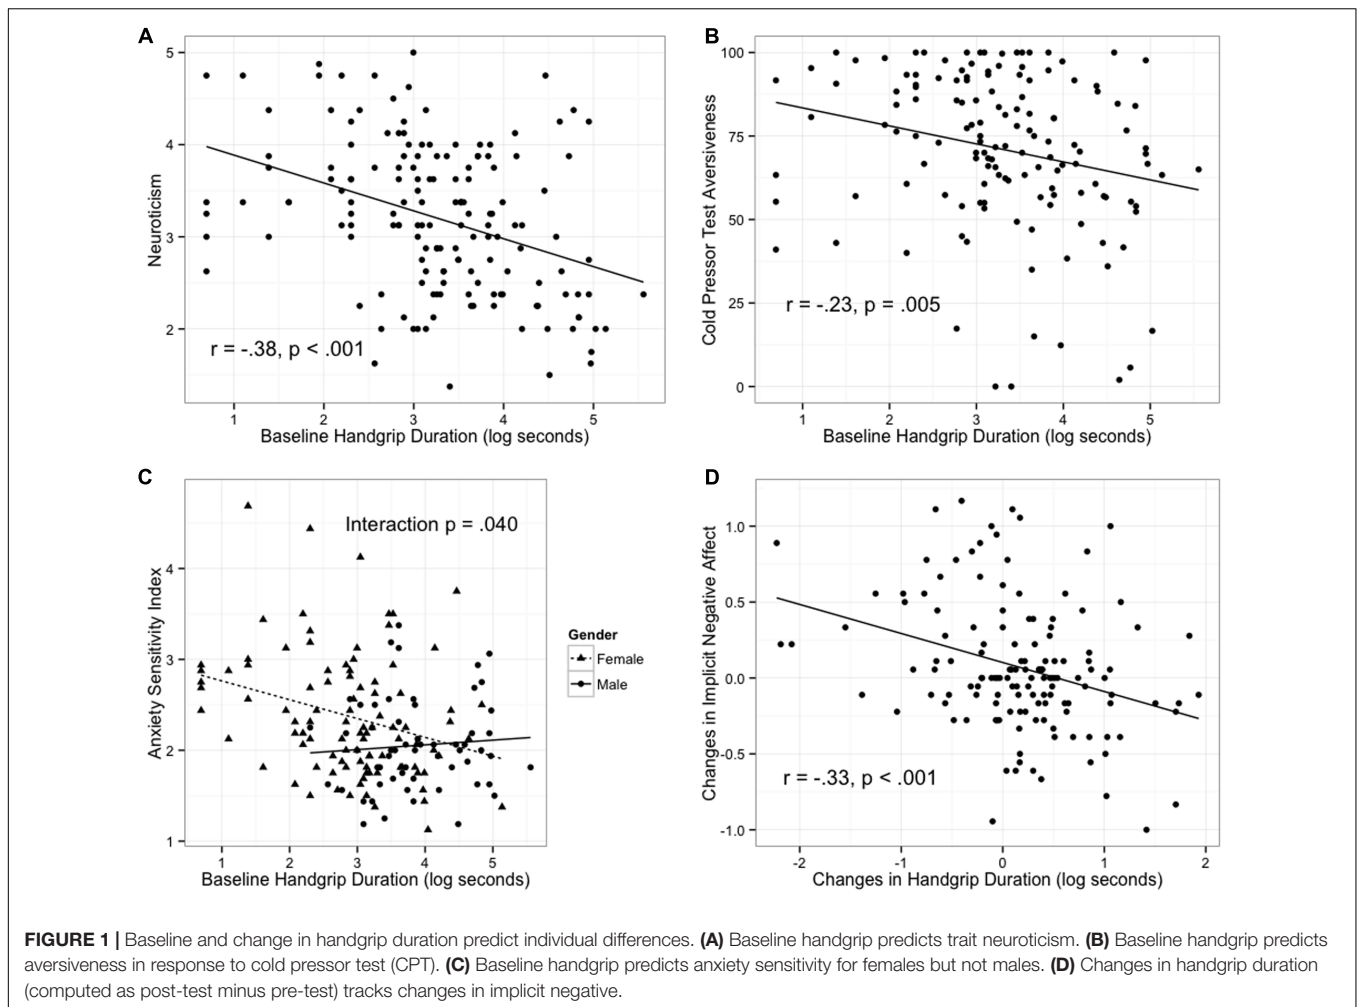 A
5
4
3
2
Neuroticism
r = -.38, p < .001
1 2 3 4 5
Baseline Handgrip Duration (log seconds)
B
100
75
50
25
0
Cold Pressor Test Aversiveness
r = -.23, p = .005
1 2 3 4 5
Baseline Handgrip Duration (log seconds)
C
4
3
2
1
Anxiety Sensitivity Index
Interaction p = .040
1 2 3 4 5
Baseline Handgrip Duration (log seconds)
Gender
Female
Male
D
1.0
0.5
0.0
-0.5
-1.0
Changes in Implicit Negative Affect
r = -.33, p < .001
-2 -1 0 1 2
Changes in Handgrip Duration (log seconds)
FIGURE 1 | Baseline and change in handgrip duration predict individual differences. (A) Baseline handgrip predicts trait neuroticism. (B) Baseline handgrip predicts
aversiveness in response to cold pressor test (CPT). (C) Baseline handgrip predicts anxiety sensitivity for females but not males. (D) Changes in handgrip duration
(computed as post-test minus pre-test) tracks changes in implicit negative.